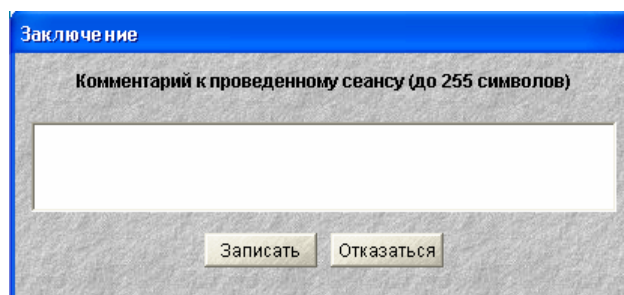 Заключение
Комментарий к проведенному сеансу (до 255 символов)
Записать Отказаться